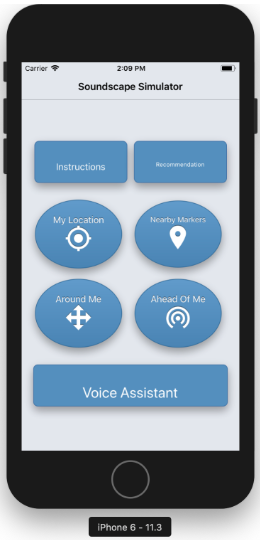 Carrier 2:09 PM
Soundscape Simulator
Instructions
Recommendation
My Location
Nearby Markers
Around Me
Ahead Of Me
Voice Assistant
iPhone 6 - 11.3